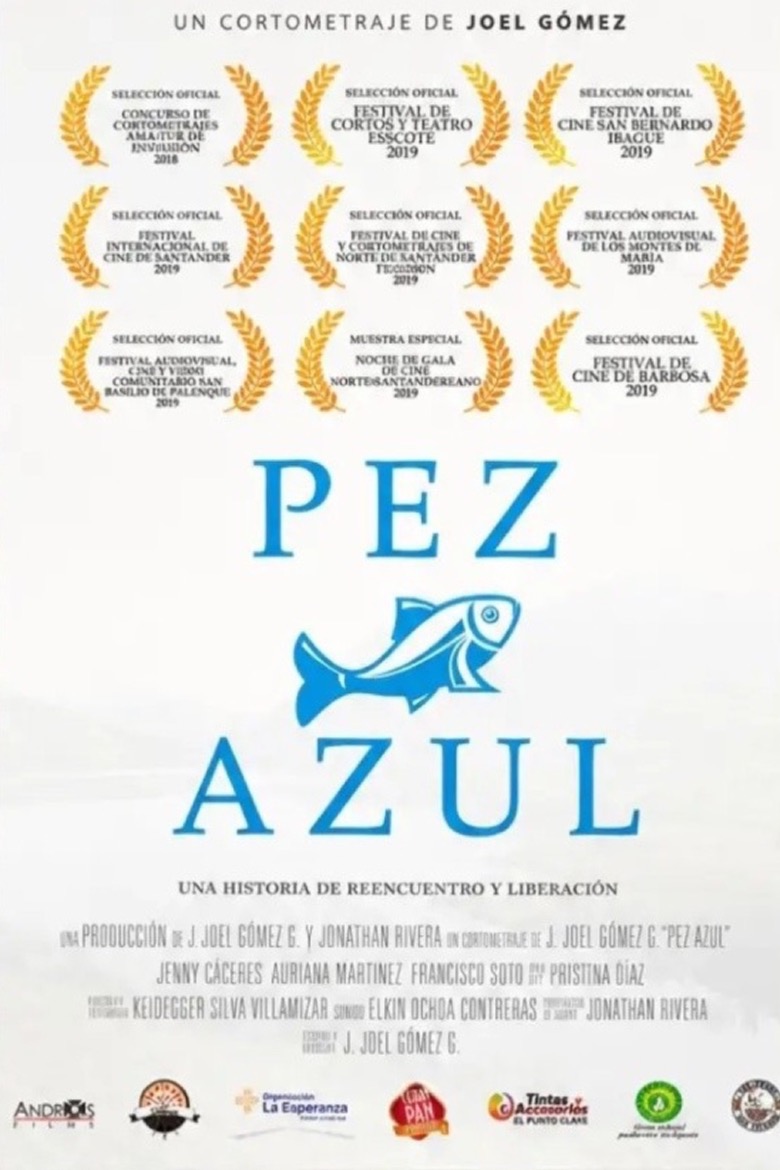 UN CORTOMETRAJE DE JOEL GÓMEZ
SELECCIÓN OFICIAL
CONCURSO DE
CORTOMETRAJES
DE
2018
SELECCIÓN OFICIAL
FESTIVAL DE
CORTOS Y TEATRO
ESSCOTE
2019
SELECCIÓN OFICIAL
FESTIVAL DE
CINE SAN BERNARDO
IBAGUE
2019
SELECCIÓN OFICIAL
FESTIVAL
INTERNACIONAL DE
CINE DE SANTANDER
2019
SELECCIÓN OFICIAL
FESTIVAL DE CINE
Y CORTOMETRAJES DE
NORTE DE SANTANDER
2019
SELECCIÓN OFICIAL
FESTIVAL AUDIOVISUAL
DE LOS MONTES DE
MARIA
2019
SELECCIÓN OFICIAL
FESTIVAL AUDIOVISUAL,
CINE Y
COMUNITARIO SAN
BASILIO DE PALENQUE
2019
MUESTRA ESPECIAL
NOCHE DE GALA
DE CINE
NORTESANTANDEREANO
2019
SELECCIÓN OFICIAL
FESTIVAL DE
CINE DE BARBOSA
2019
PEZ
AZUL
UNA HISTORIA DE REENCUENTRO Y LIBERACIÓN
UNA PRODUCCIÓN DE J. JOEL GÓMEZ G. Y JONATHAN RIVERA UN CORTOMETRAJE DE J. JOEL GÓMEZ G. "PEZ AZUL"
JENNY CÁCERES AURIANA MARTINEZ FRANCISCO SOTO PRISTINA DÍAZ
KEIDEGGER SILVA VILLAMIZAR SONIDO ELKIN OCHOA CONTRERAS JONATHAN RIVERA
J. JOEL GÓMEZ G.
ANDRIOS
FILMS
Organización
La Esperanza
PAN
Tintas y
Accesorios
EL PUNTO CLAVE